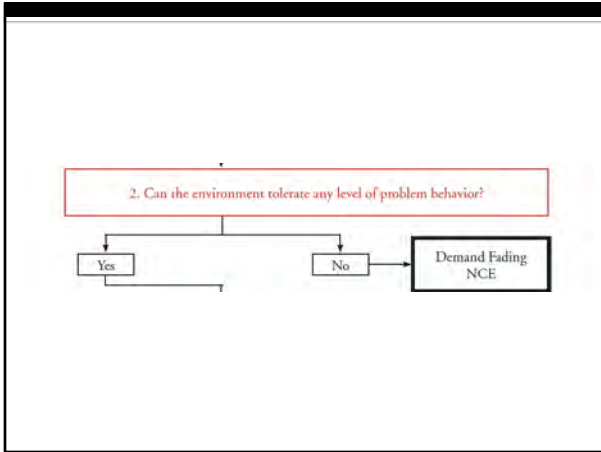 2. Can the environment tolerate any level of problem behavior?
Yes
No
Demand Fading
NCE